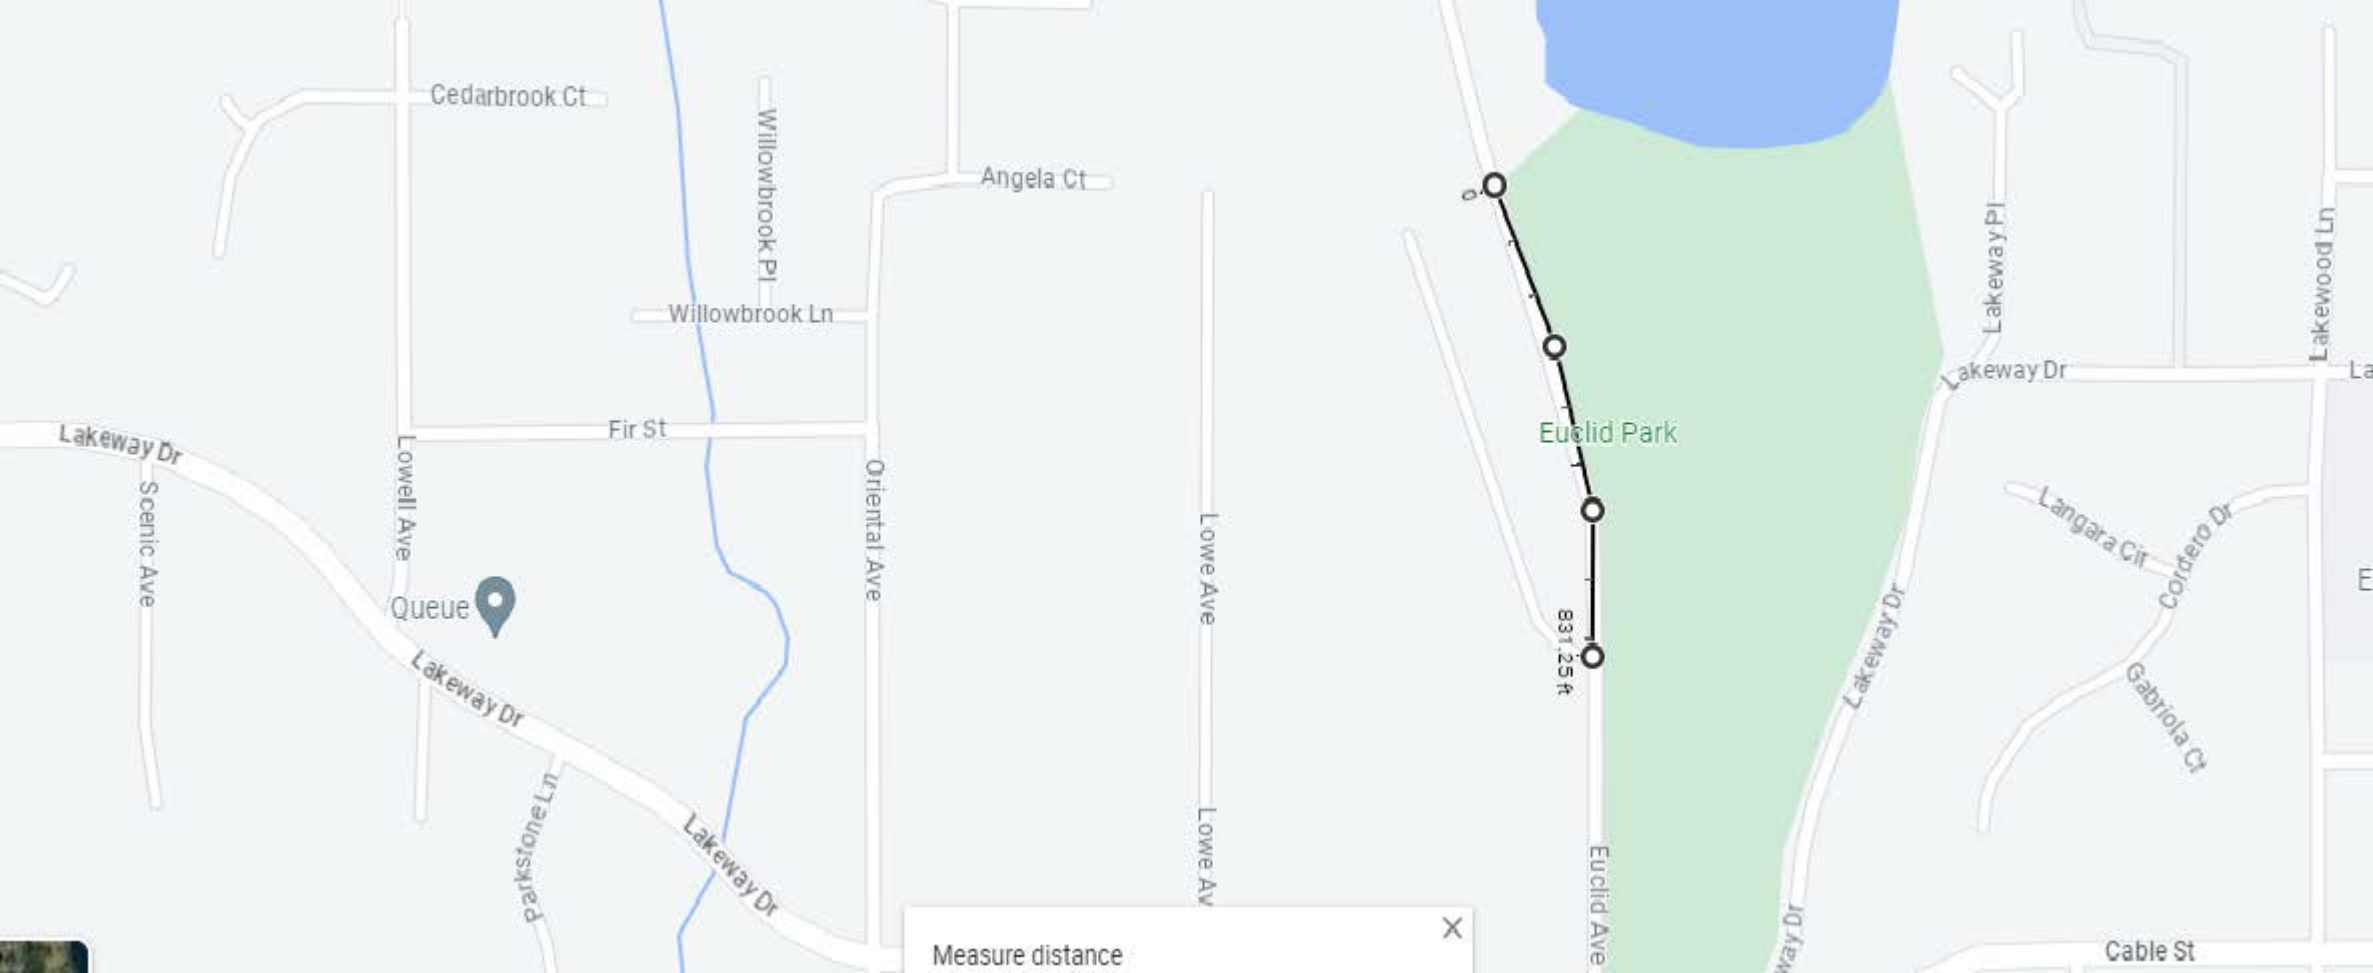 Cedarbrook Ct
Willowbrook Pl
Angela Ct
0
Lakeway Pl
Lakewood Ln
Willowbrook Ln
Lakeway Dr
La
Fir St
Euclid Park
Lakeway Dr
Lowell Ave
Oriental Ave
Scenic Ave
Lowe Ave
Langara Cir
Cordero Dr
E
Queue
Lakeway Dr
831.25 ft
Lakeway Dr
Gabriola Ct
Parkstone Ln
Lakeway Dr
Lowe Av
Euclid Ave
way Dr
Cable St
Measure distance